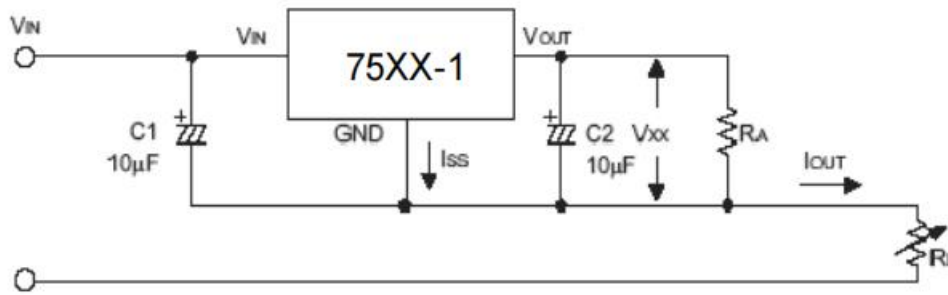 VIN
VIN
75XX-1
VOUT
C1
10μF
GND
ISS
C2
10μF
VXX
RA
IOUT